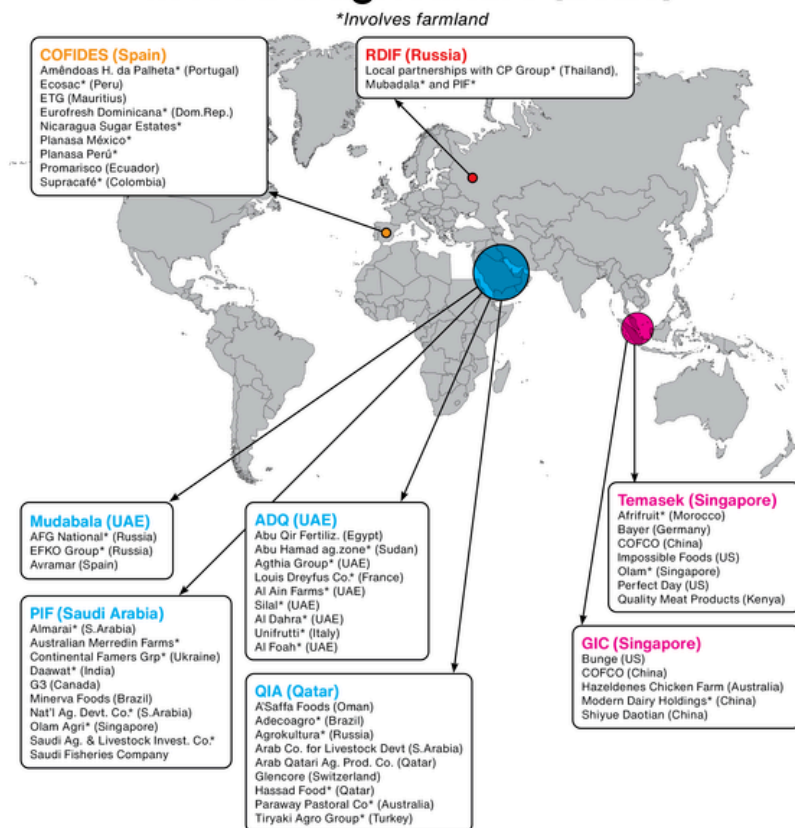 *Involves farmland
COFIDES (Spain)
Amêndoas H. da Palheta* (Portugal)
Ecosac* (Peru)
ETG (Mauritius)
Eurofresh Dominicana* (Dom.Rep.)
Nicaragua Sugar Estates*
Planasa México*
Planasa Perú*
Promarisco (Ecuador)
Supracafé* (Colombia)
RDIF (Russia)
Local partnerships with CP Group* (Thailand),
Mubadala* and PIF*
Mudabala (UAE)
AFG National* (Russia)
EFKO Group* (Russia)
Avramar (Spain)
PIF (Saudi Arabia)
Almarai* (S.Arabia)
Australian Merredin Farms*
Continental Famers Grp* (Ukraine)
Daawat* (India)
G3 (Canada)
Minerva Foods (Brazil)
Nat'l Ag. Devt. Co.* (S.Arabia)
Olam Agri* (Singapore)
Saudi Ag. & Livestock Invest. Co.*
Saudi Fisheries Company
ADQ (UAE)
Abu Qir Fertiliz. (Egypt)
Abu Hamad ag.zone* (Sudan)
Agthia Group* (UAE)
Louis Dreyfus Co.* (France)
Al Ain Farms* (UAE)
Silal* (UAE)
Al Dahra* (UAE)
Unifrutti* (Italy)
Al Foah* (UAE)
QIA (Qatar)
A'Saffa Foods (Oman)
Adecoagro* (Brazil)
Agrokultura* (Russia)
Arab Co. for Livestock Devt (S.Arabia)
Arab Qatari Ag. Prod. Co. (Qatar)
Glencore (Switzerland)
Hassad Food* (Qatar)
Paraway Pastoral Co* (Australia)
Tiryaki Agro Group* (Turkey)
Temasek (Singapore)
Afrifruit* (Morocco)
Bayer (Germany)
COFCO (China)
Impossible Foods (US)
Olam* (Singapore)
Perfect Day (US)
Quality Meat Products (Kenya)
GIC (Singapore)
Bunge (US)
COFCO (China)
Hazeldenes Chicken Farm (Australia)
Modern Dairy Holdings* (China)
Shiyue Daotian (China)